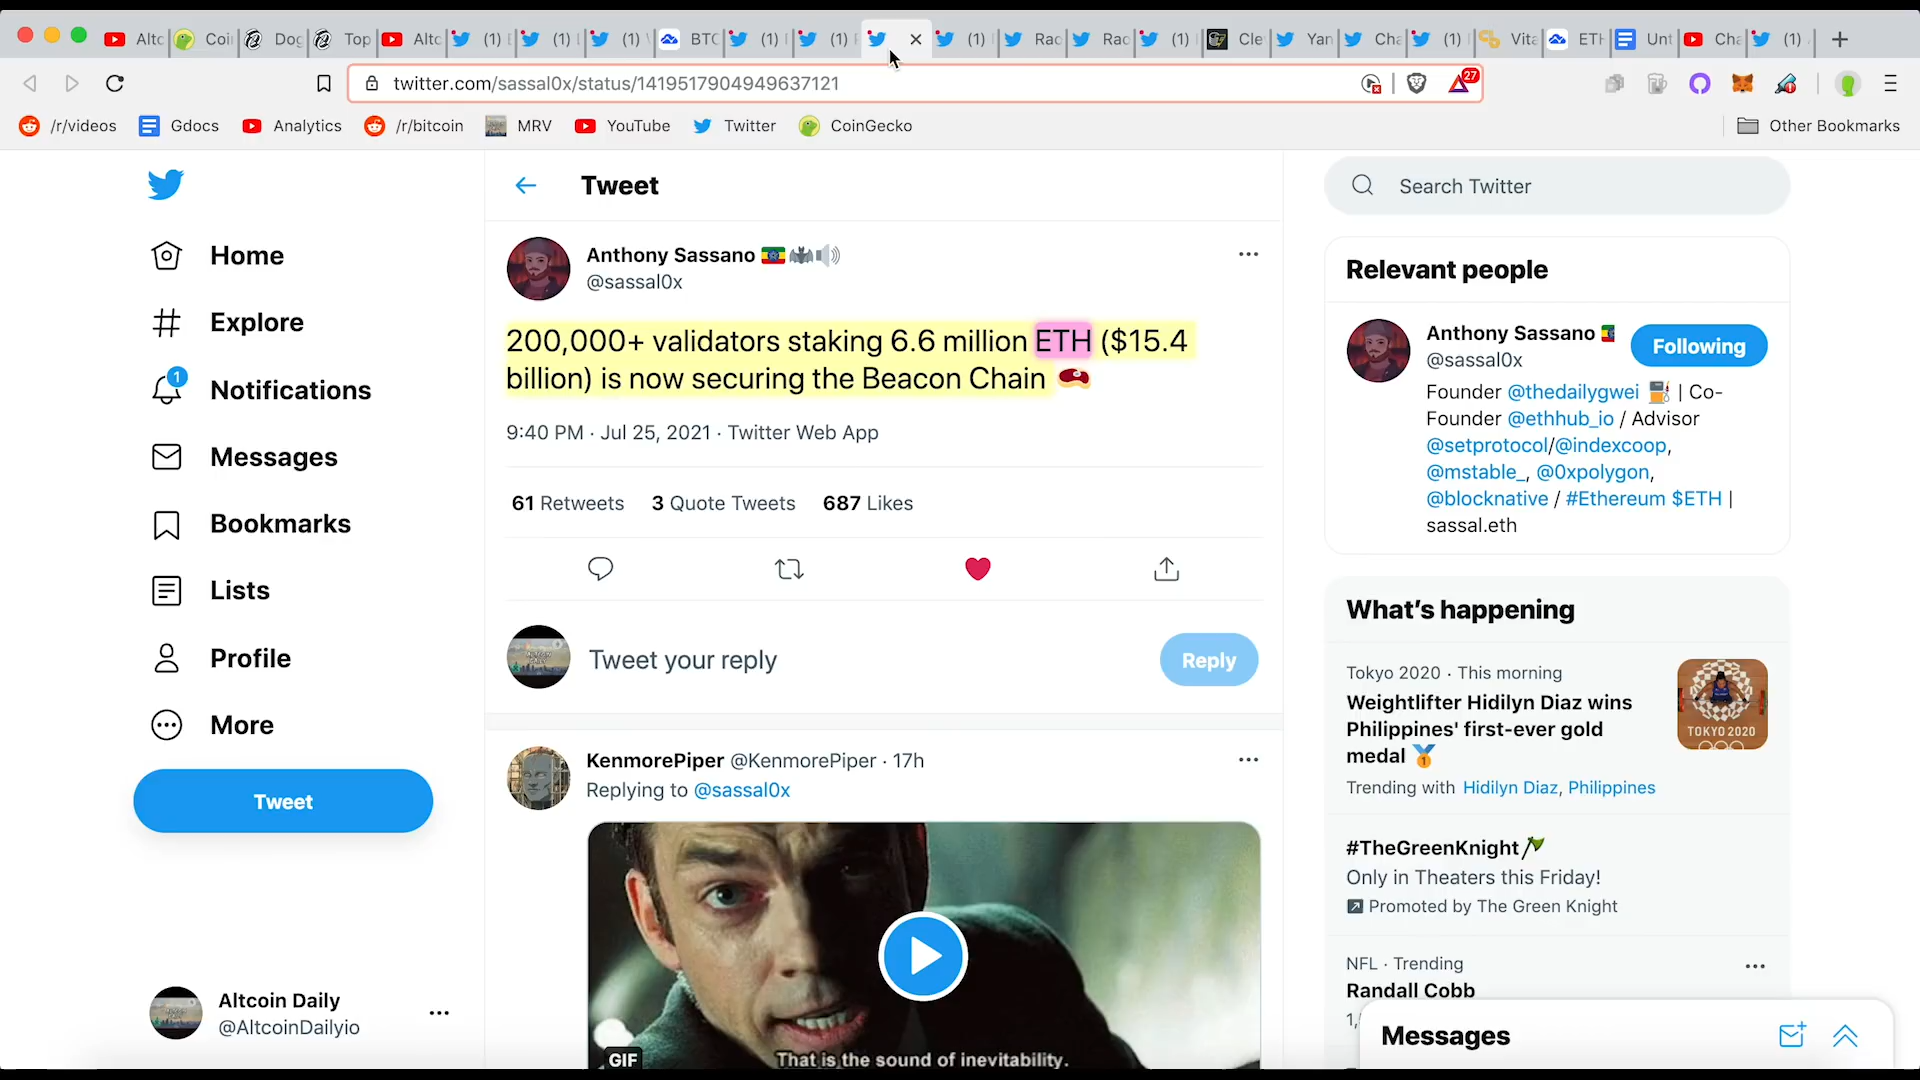 Altc
Coi
Dog
Top
Altc
(1) E
(1) I
(1) \
BTC
(1) I
(1) F
(1) I
Rac
Rac
(1) I
Cle
Yan
Cha
(1) I
Vita
ETH
Unt
Cha
(1) .
twitter.com/sassal0x/status/1419517904949637121
27
/r/videos
Gdocs
Analytics
/r/bitcoin
MRV
YouTube
Twitter
CoinGecko
Other Bookmarks
Home
Explore
1
Notifications
Messages
Bookmarks
Lists
Profile
More
Tweet
Altcoin Daily
@AltcoinDailyio
Tweet
Anthony Sassano 🇪🇹🦇🔊
@sassal0x
200,000+ validators staking 6.6 million ETH ($15.4
billion) is now securing the Beacon Chain 🥩
9:40 PM · Jul 25, 2021 · Twitter Web App
61 Retweets 3 Quote Tweets 687 Likes
Tweet your reply
Reply
KenmorePiper @KenmorePiper · 17h
Replying to @sassal0x
That is the sound of inevitability.
GIF
Search Twitter
Relevant people
Anthony Sassano
@sassal0x
Following
Founder @thedailygwei ⛽ | Co-
Founder @ethhub_io / Advisor
@setprotocol/@indexcoop,
@mstable_, @0xpolygon,
@blocknative / #Ethereum $ETH |
sassal.eth
What's happening
Tokyo 2020 · This morning
Weightlifter Hidilyn Diaz wins
Philippines' first-ever gold
medal 🏅
TOKYO 2020
Trending with Hidilyn Diaz, Philippines
#TheGreenKnight
Only in Theaters this Friday!
Promoted by The Green Knight
NFL · Trending
Randall Cobb
Messages